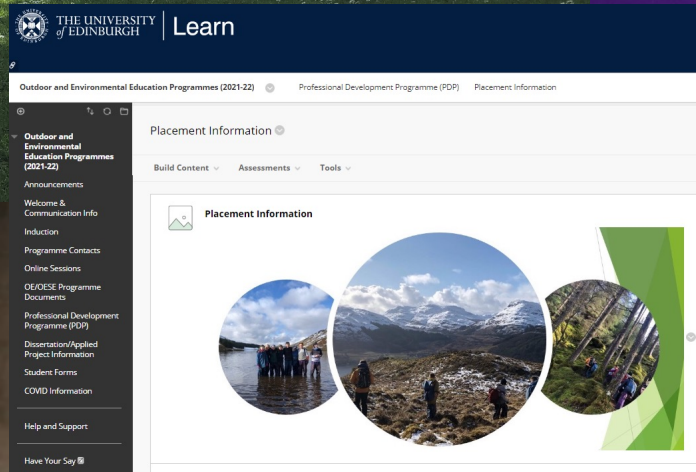 THE UNIVERSITY
of EDINBURGH
Learn
Outdoor and Environmental Education Programmes (2021-22)
Professional Development Programme (PDP)
Placement Information
Outdoor and
Environmental
Education Programmes
(2021-22)
Announcements
Welcome &
Communication Info
Induction
Programme Contacts
Online Sessions
OE/OESE Programme
Documents
Professional Development
Programme (PDP)
Dissertation/Applied
Project Information
Student Forms
COVID Information
Help and Support
Have Your Say
Placement Information
Build Content
Assessments
Tools
Placement Information